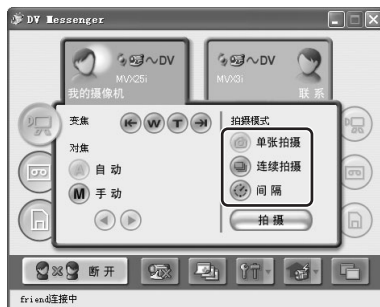 DV Messenger
DV DV
MVX25i MVX3i
我的摄像机 联系
变焦
W T
对焦
自动
M 手动
拍摄模式
单张拍摄
连续拍摄
间隔
拍摄
断开
friend连接中